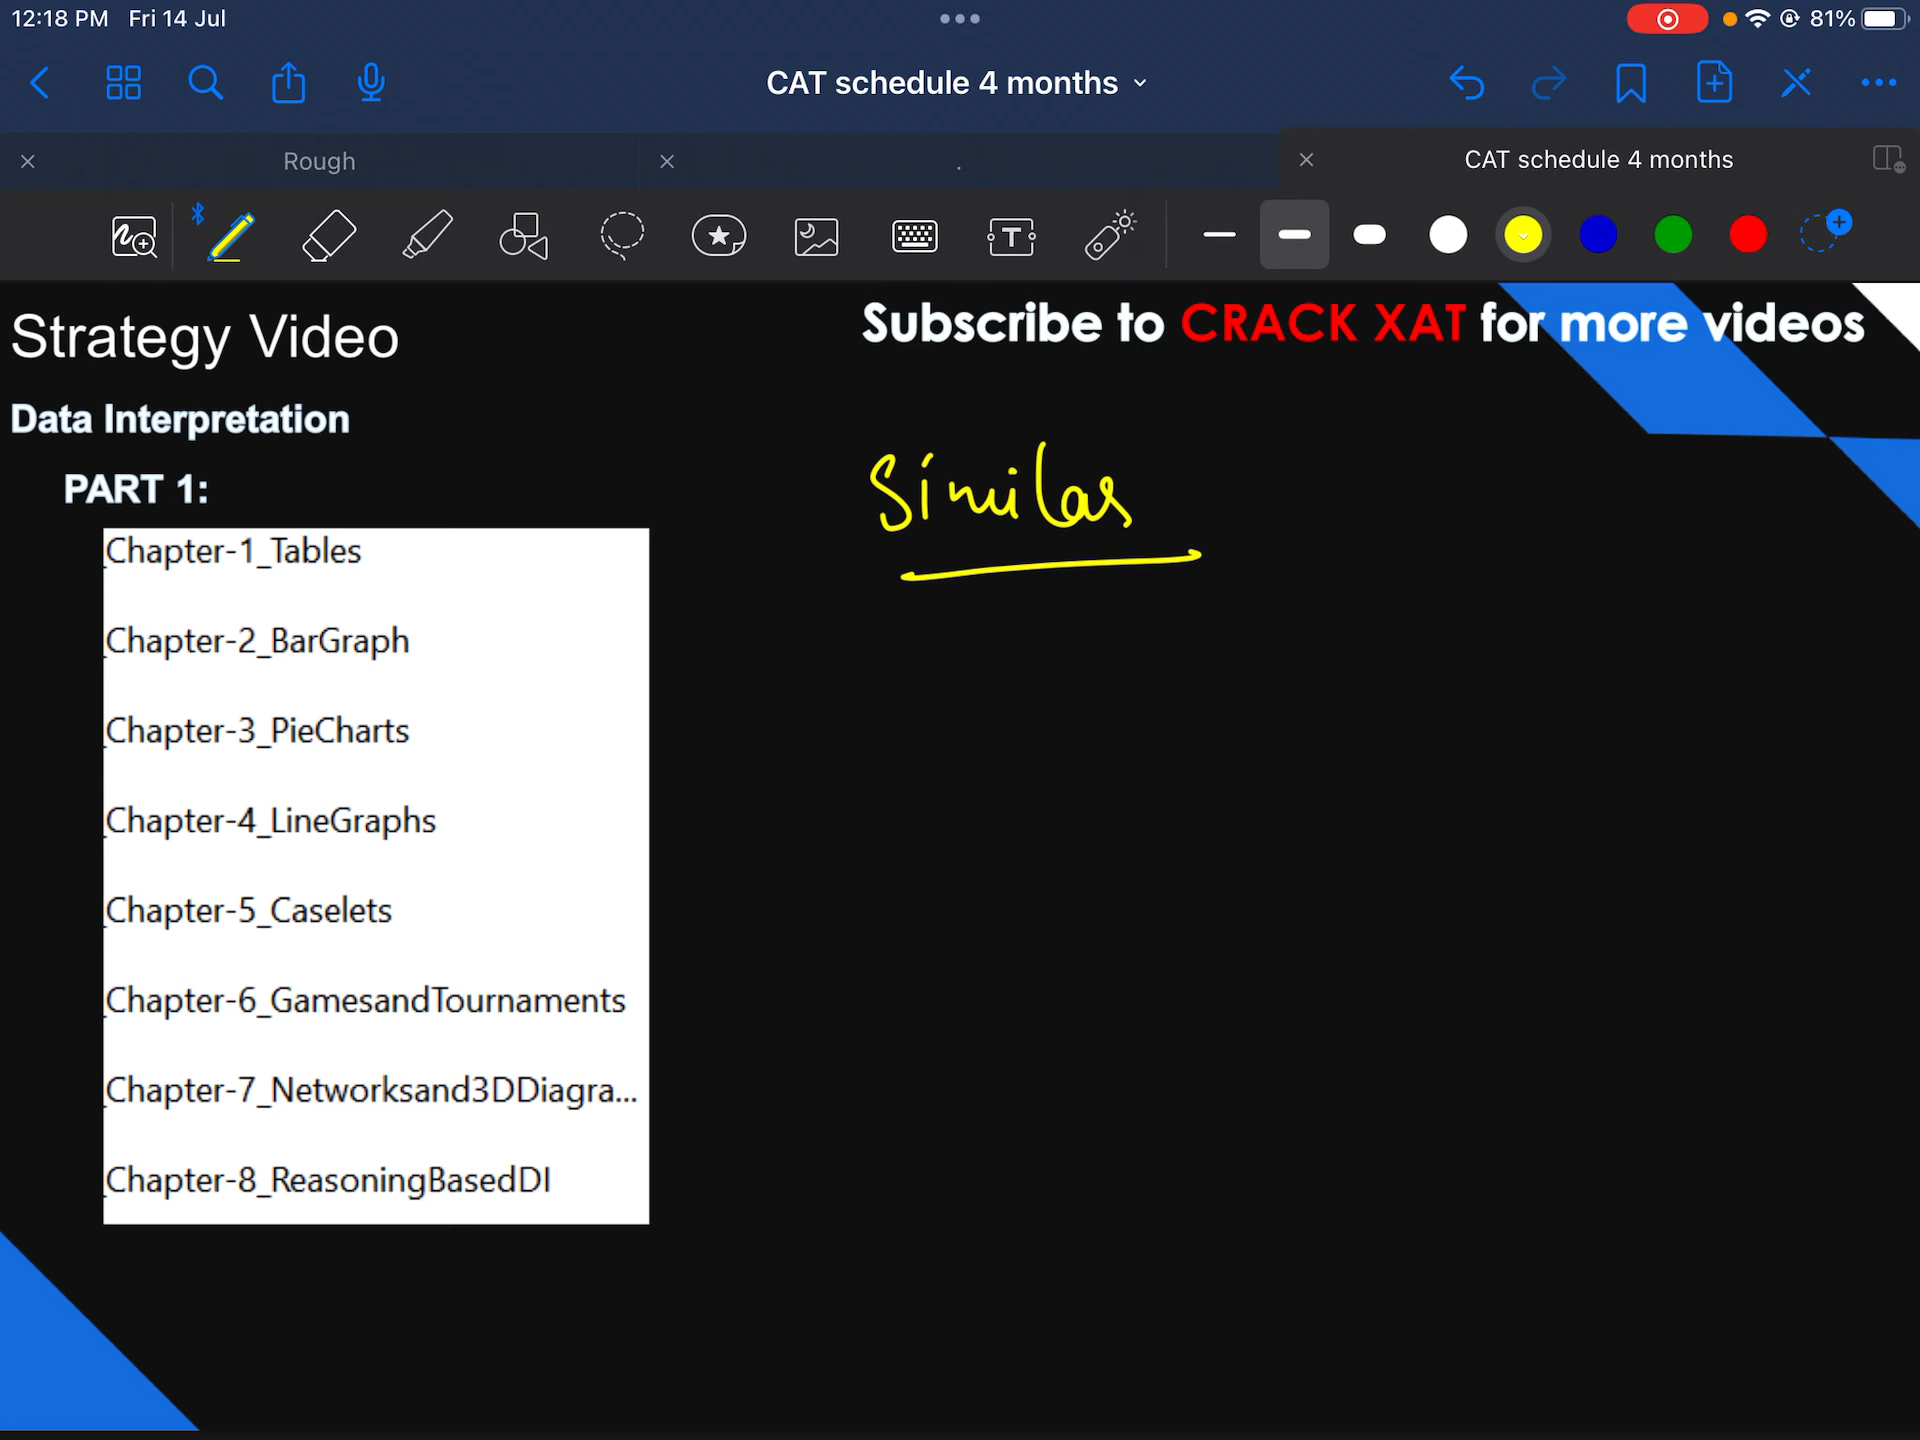 12:18 PM Fri 14 Jul
81%
CAT schedule 4 months
Rough
.
CAT schedule 4 months
T
Strategy Video
Subscribe to CRACK XAT for more videos
Data Interpretation
Similar
PART 1:
Chapter-1_Tables
Chapter-2_BarGraph
Chapter-3_PieCharts
Chapter-4_LineGraphs
Chapter-5_Caselets
Chapter-6_GamesandTournaments
Chapter-7_Networksand3DDiagra...
Chapter-8_ReasoningBasedDI